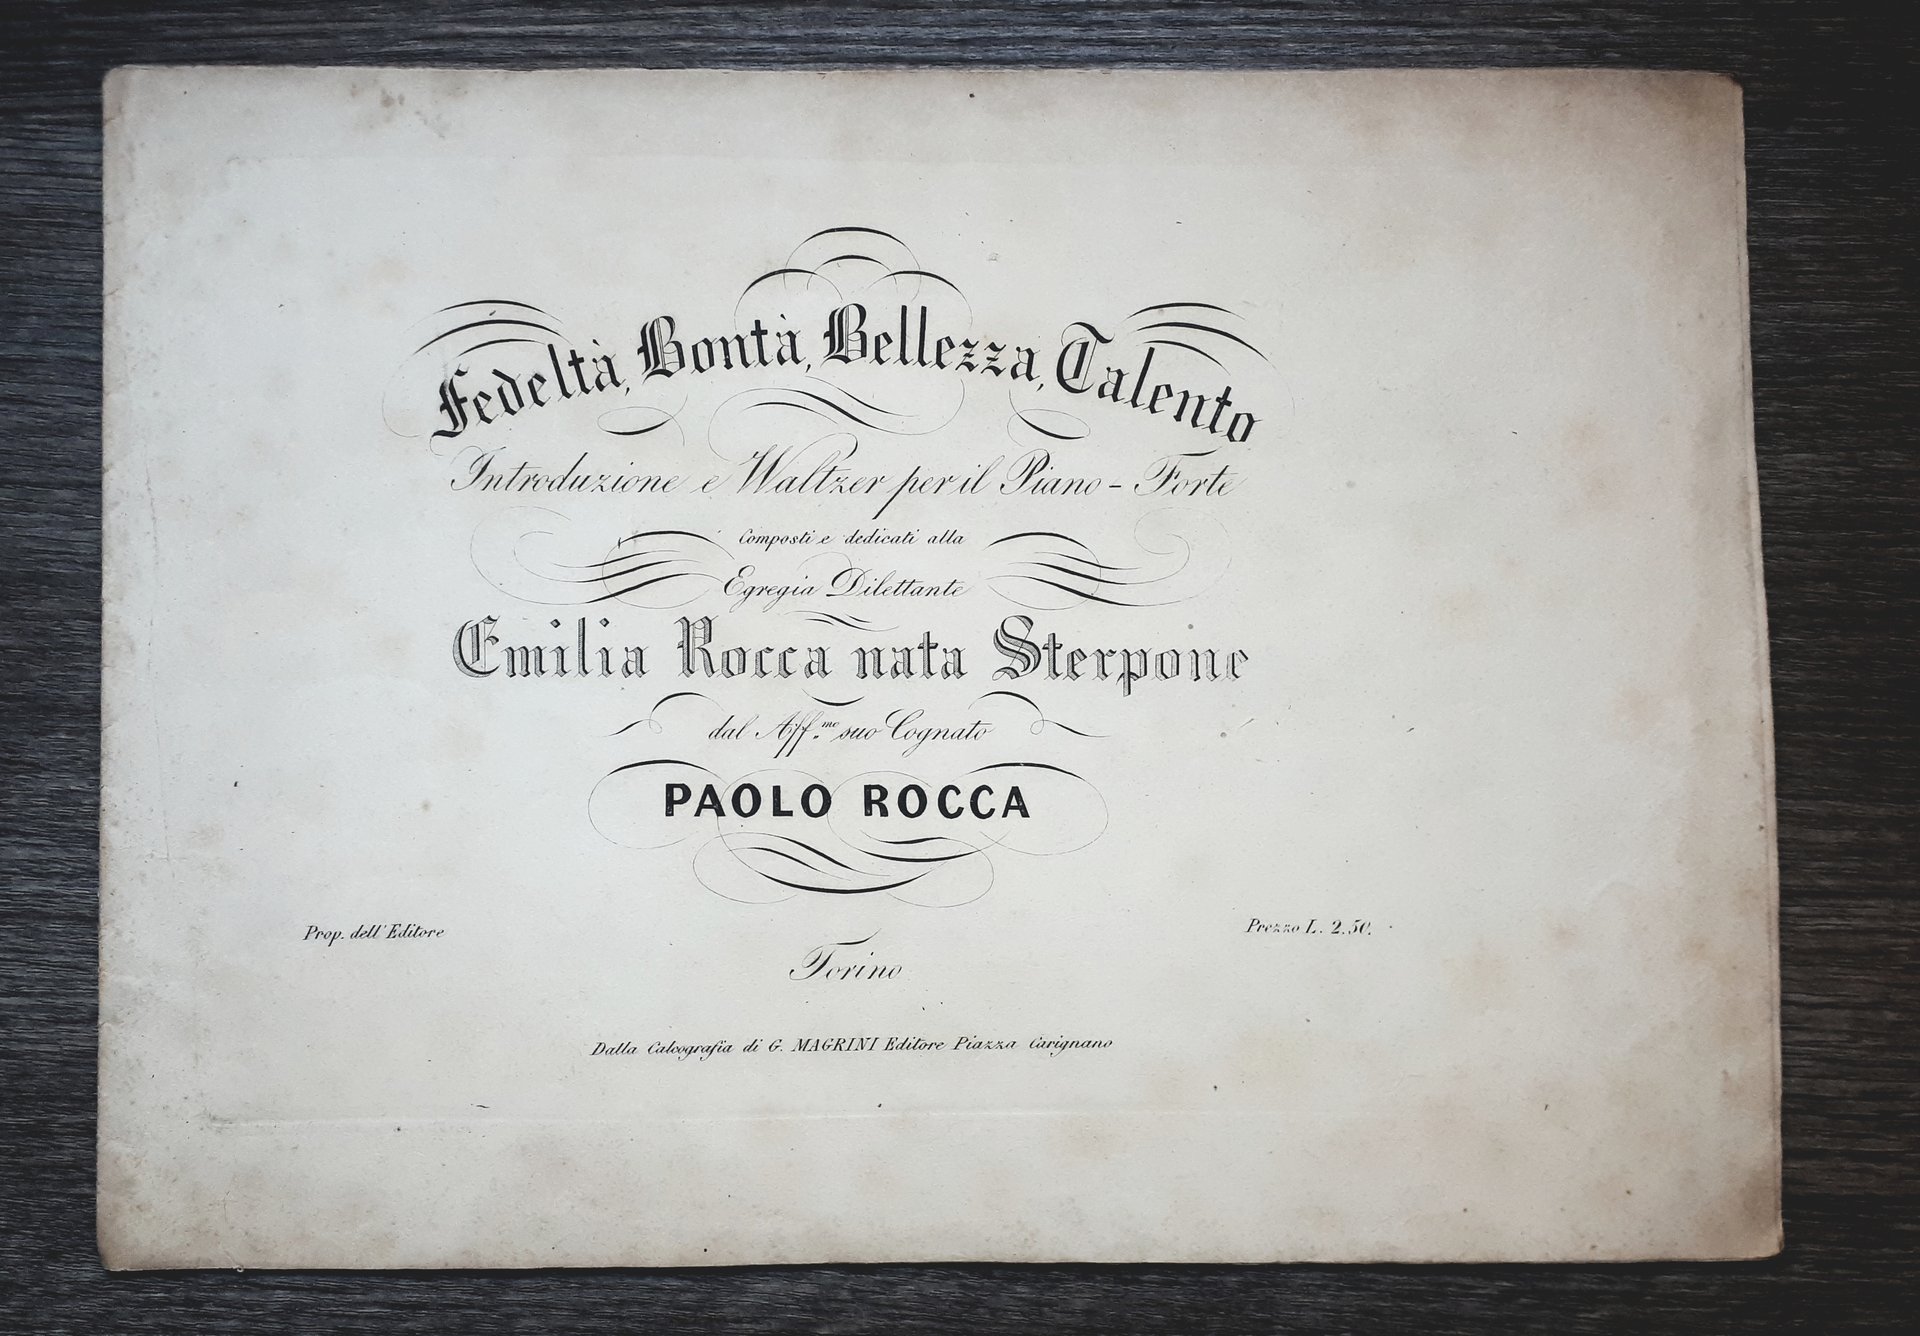 Fedeltà, Bontà, Bellezza, Talento
Introduzione e Waltzer per il Piano-Forte
Composti e dedicati alla
Egregia Dilettante
Emilia Rocca nata Sterpone
dal Aff.mo suo Cognato
PAOLO ROCCA
Prop. dell'Editore
Prezzo L. 2.50.
Torino
Dalla Calcografia di G. MAGRINI Editore Piazza Carignano